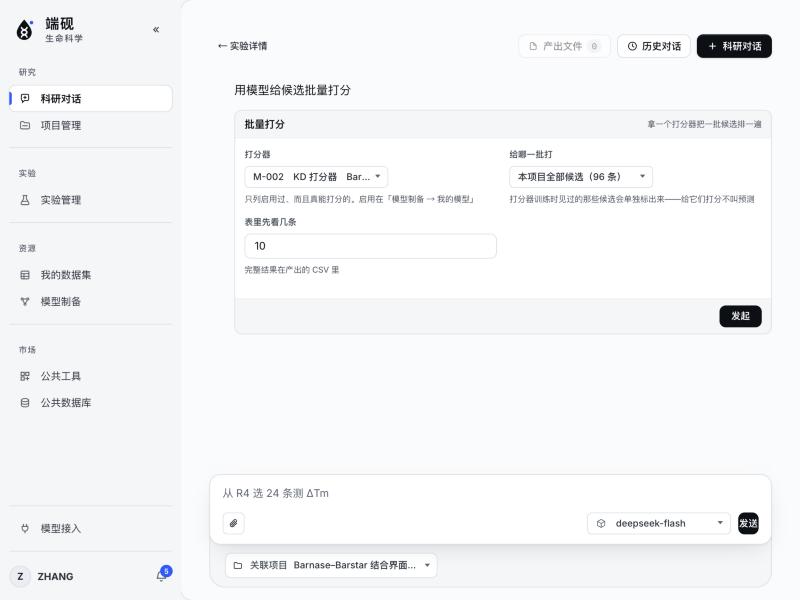 端砚
生命科学
«
研究
科研对话
项目管理
实验
实验管理
资源
我的数据集
模型制备
市场
公共工具
公共数据库
模型接入
Z ZHANG 5
← 实验详情
产出文件 0
历史对话
+ 科研对话
用模型给候选批量打分
批量打分
拿一个打分器把一批候选排一遍
打分器
给哪一批打
M-002 KD 打分器 Bar...
本项目全部候选（96 条）
只列启用过、而且真能打分的。启用在「模型制备 → 我的模型」
打分器训练时见过的那些候选会单独标出来——给它们打分不叫预测
表里先看几条
10
完整结果在产出的 CSV 里
发起
从 R4 选 24 条测 ΔTm
deepseek-flash
发送
关联项目 Barnase–Barstar 结合界面...